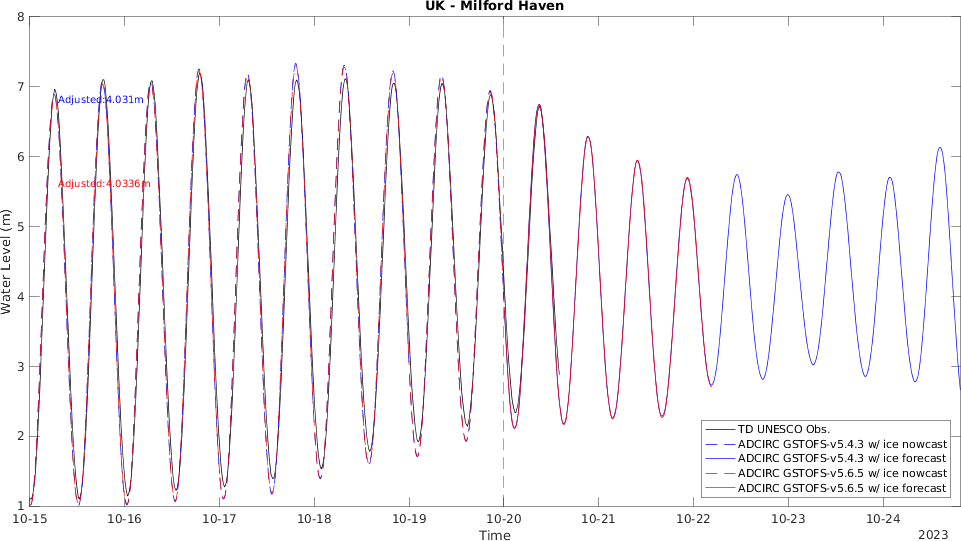 UK - Milford Haven
8
7
6
5
4
3
2
1
Water Level (m)
Adjusted:4.031m
Adjusted:4.0336m
TD UNESCO Obs.
ADCIRC GSTOFS-v5.4.3 w/ ice nowcast
ADCIRC GSTOFS-v5.4.3 w/ ice forecast
ADCIRC GSTOFS-v5.6.5 w/ ice nowcast
ADCIRC GSTOFS-v5.6.5 w/ ice forecast
10-15 10-16 10-17 10-18 10-19 10-20 10-21 10-22 10-23 10-24
Time
2023